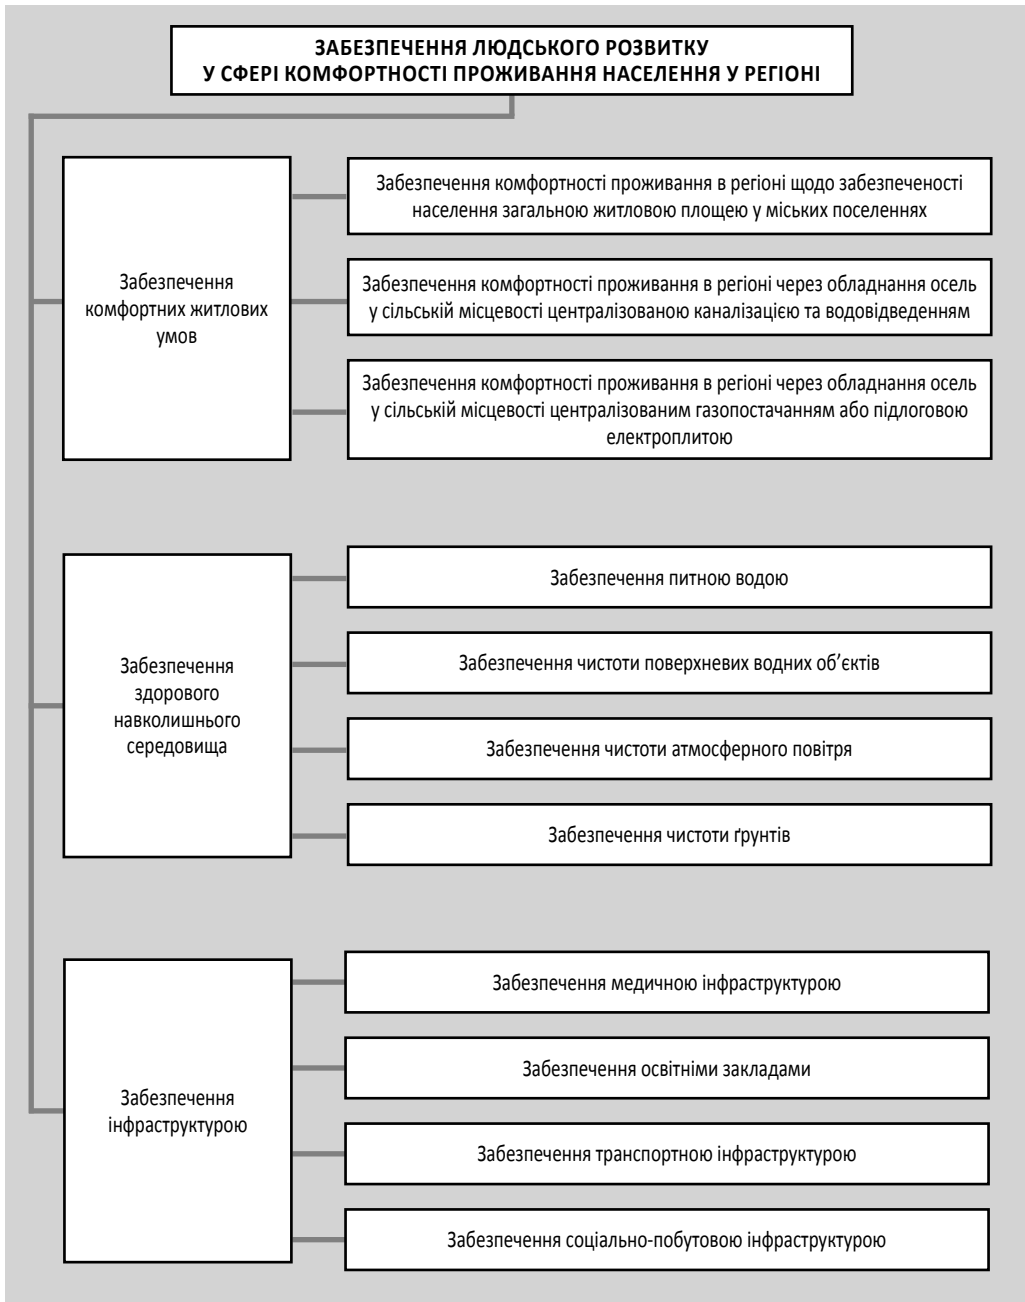 ЗАБЕЗПЕЧЕННЯ ЛЮДСЬКОГО РОЗВИТКУ
У СФЕРІ КОМФОРТНОСТІ ПРОЖИВАННЯ НАСЕЛЕННЯ У РЕГІОНІ
Забезпечення
комфортних житлових
умов
Забезпечення комфортності проживання в регіоні щодо забезпеченості
населення загальною житловою площею у міських поселеннях
Забезпечення комфортності проживання в регіоні через обладнання осель
у сільській місцевості централізованою каналізацією та водовідведенням
Забезпечення комфортності проживання в регіоні через обладнання осель
у сільській місцевості централізованим газопостачанням або підлоговою
електроплитою
Забезпечення
здорового
навколишнього
середовища
Забезпечення питною водою
Забезпечення чистоти поверхневих водних об’єктів
Забезпечення чистоти атмосферного повітря
Забезпечення чистоти ґрунтів
Забезпечення
інфраструктурою
Забезпечення медичною інфраструктурою
Забезпечення освітніми закладами
Забезпечення транспортною інфраструктурою
Забезпечення соціально-побутовою інфраструктурою